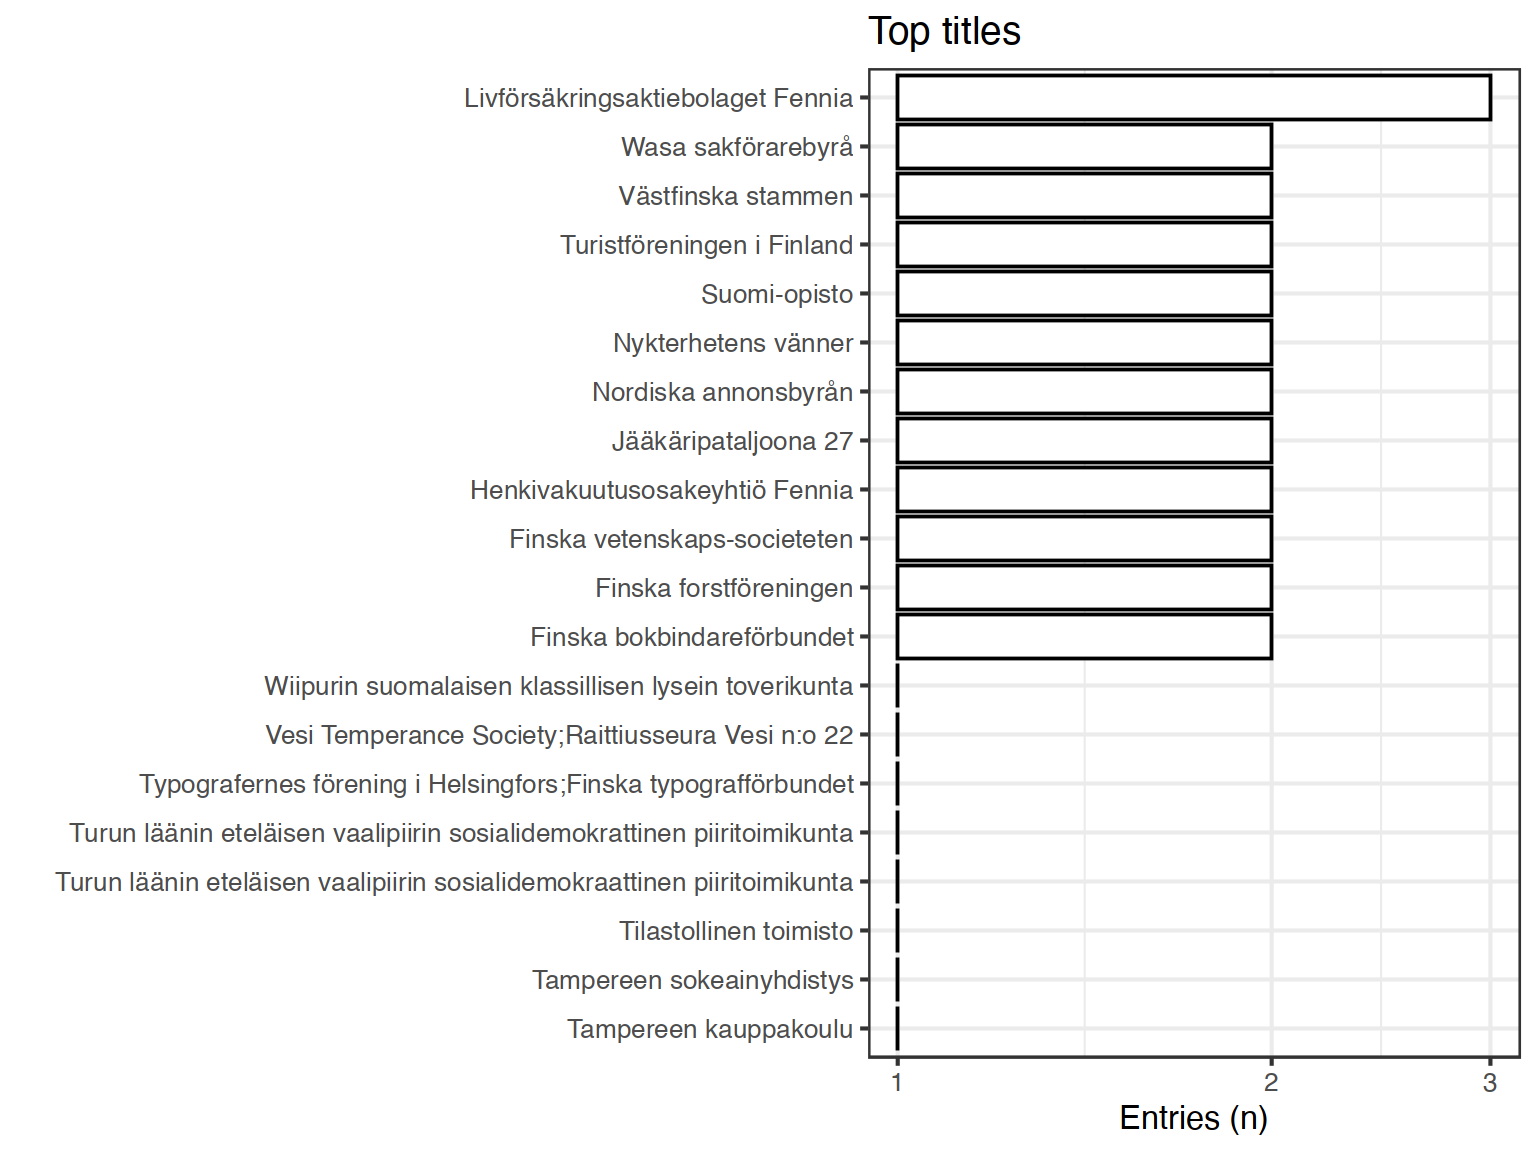 Top titles
Livförsäkringsaktiebolaget Fennia
Wasa sakförarebyrå
Västfinska stammen
Turistföreningen i Finland
Suomi-opisto
Nykterhetens vänner
Nordiska annonsbyrån
Jääkäripataljoona 27
Henkivakuutusosakeyhtiö Fennia
Finska vetenskaps-societeten
Finska forstföreningen
Finska bokbindareförbundet
Wiipurin suomalaisen klassillisen lysein toverikunta
Vesi Temperance Society;Raittiusseura Vesi n:o 22
Typografernes förening i Helsingfors;Finska typografförbundet
Turun läänin eteläisen vaalipiirin sosialidemokrattinen piiritoimikunta
Turun läänin eteläisen vaalipiirin sosialidemokraattinen piiritoimikunta
Tilastollinen toimisto
Tampereen sokeainyhdistys
Tampereen kauppakoulu
1 2 3
Entries (n)